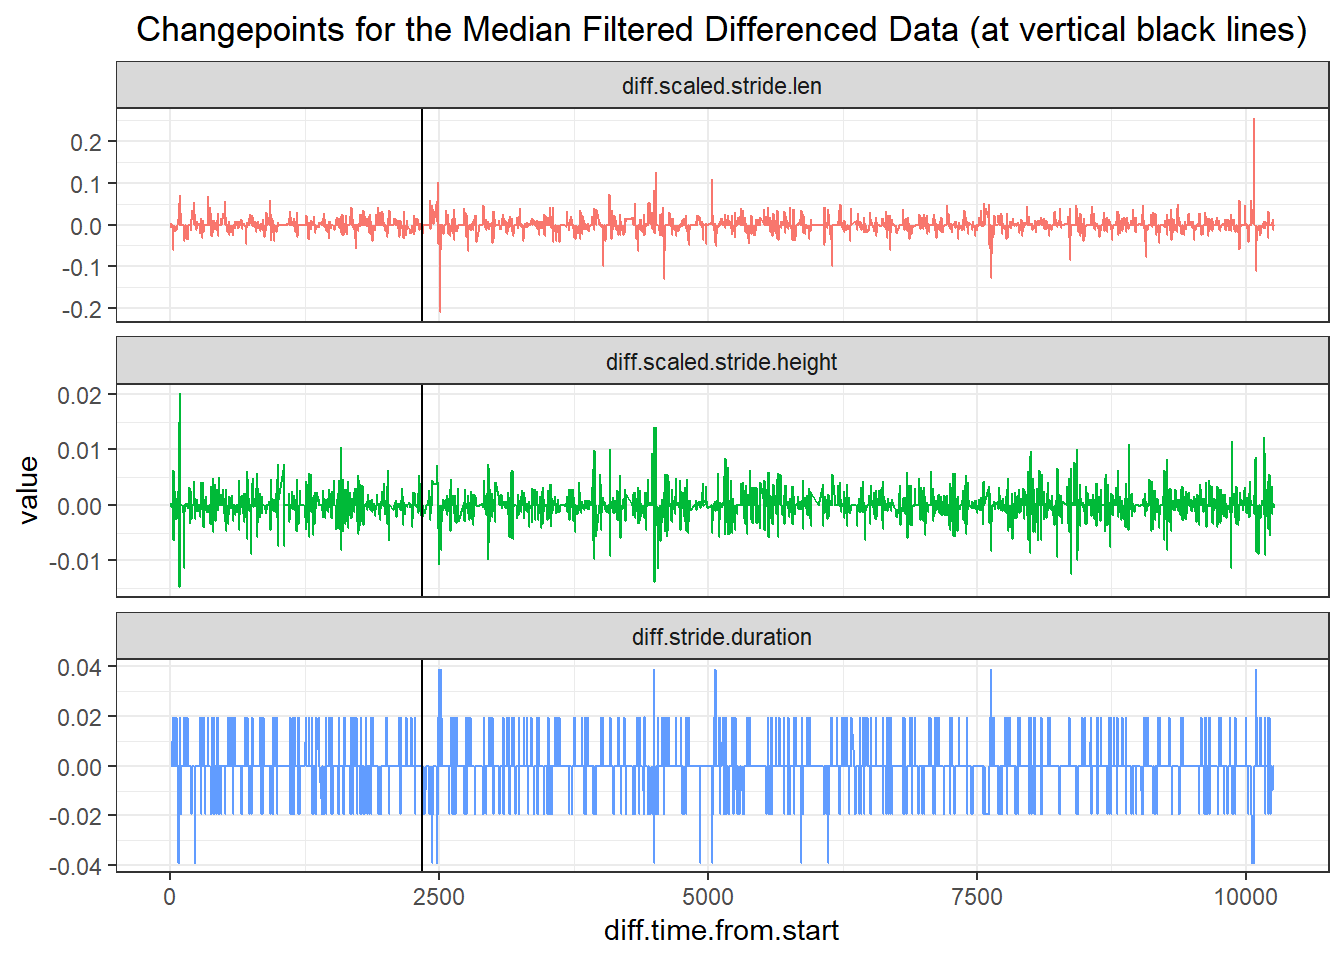 Changepoints for the Median Filtered Differenced Data (at vertical black lines)
diff.scaled.stride.len
0.2
0.1
0.0
-0.1
-0.2
diff.scaled.stride.height
0.02
0.01
0.00
-0.01
value
diff.stride.duration
0.04
0.02
0.00
-0.02
-0.04
0 2500 5000 7500 10000
diff.time.from.start